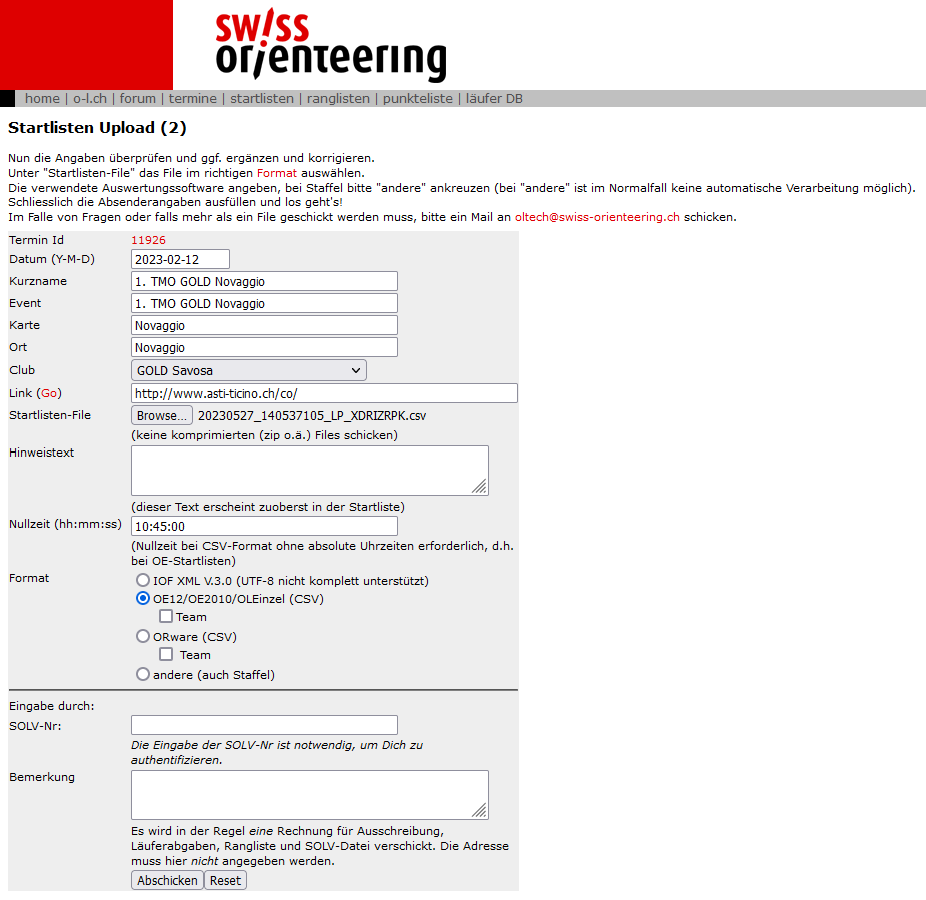 swiss
orienteering
home | o-l.ch | forum | termine | startlisten | ranglisten | punkteliste | läufer DB
Startlisten Upload (2)
Nun die Angaben überprüfen und ggf. ergänzen und korrigieren.
Unter "Startlisten-File" das File im richtigen Format auswählen.
Die verwendete Auswertungssoftware angeben, bei Staffel bitte "andere" ankreuzen (bei "andere" ist im Normalfall keine automatische Verarbeitung möglich).
Schliesslich die Absenderangaben ausfüllen und los geht's!
Im Falle von Fragen oder falls mehr als ein File geschickt werden muss, bitte ein Mail an oltech@swiss-orienteering.ch schicken.
Termin Id 11926
Datum (Y-M-D) 2023-02-12
Kurzname 1. TMO GOLD Novaggio
Event 1. TMO GOLD Novaggio
Karte Novaggio
Ort Novaggio
Club GOLD Savosa
Link (Go) http://www.asti-ticino.ch/co/
Startlisten-File Browse... 20230527_140537105_LP_XDRIZRPK.csv
(keine komprimierten (zip o.ä.) Files schicken)
Hinweistext
(dieser Text erscheint zuoberst in der Startliste)
Nullzeit (hh:mm:ss) 10:45:00
(Nullzeit bei CSV-Format ohne absolute Uhrzeiten erforderlich, d.h.
bei OE-Startlisten)
Format IOF XML V.3.0 (UTF-8 nicht komplett unterstützt)
OE12/OE2010/OLEinzel (CSV)
Team
ORware (CSV)
Team
andere (auch Staffel)
Eingabe durch:
SOLV-Nr:
Die Eingabe der SOLV-Nr ist notwendig, um Dich zu
authentifizieren.
Bemerkung
Es wird in der Regel eine Rechnung für Ausschreibung,
Läuferabgaben, Rangliste und SOLV-Datei verschickt. Die Adresse
muss hier nicht angegeben werden.
Abschicken Reset